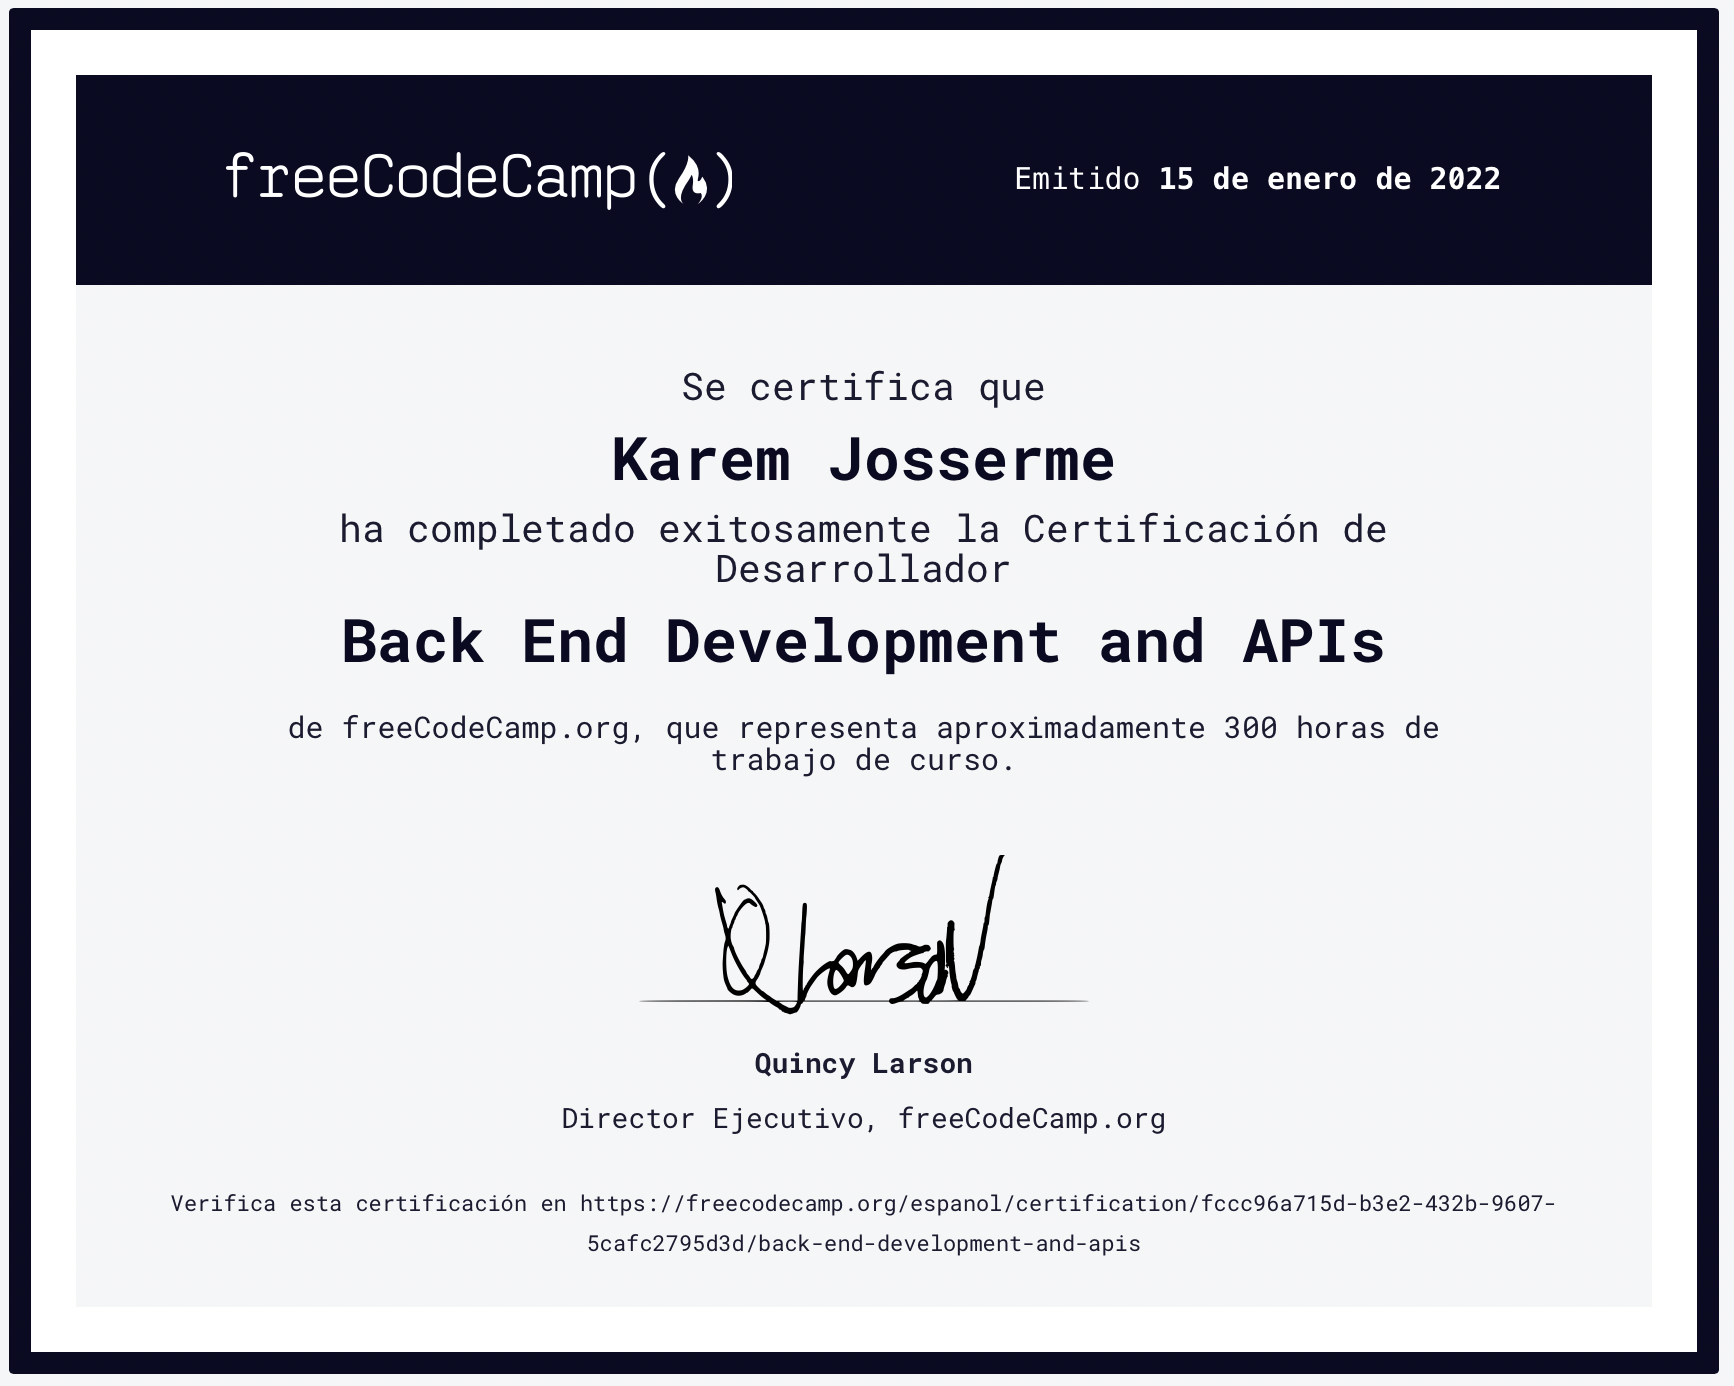 freeCodeCamp
Emitido 15 de enero de 2022
Se certifica que
Karem Josserme
ha completado exitosamente la Certificación de
Desarrollador
Back End Development and APIs
de freeCodeCamp.org, que representa aproximadamente 300 horas de
trabajo de curso.
Q Larson
Quincy Larson
Director Ejecutivo, freeCodeCamp.org
Verifica esta certificación en https://freecodecamp.org/espanol/certification/fccc96a715d-b3e2-432b-9607-
5cafc2795d3d/back-end-development-and-apis